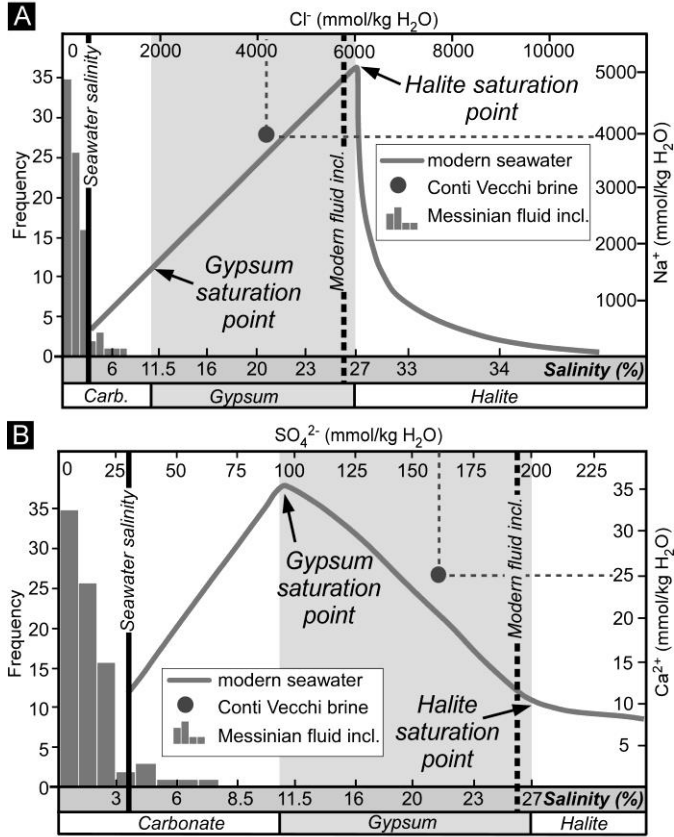 A
Cl⁻ (mmol/kg H₂O)
0 2000 4000 6000 8000 10000
35
30
25
20
15
10
5
0
Frequency
Seawater salinity
Halite saturation
point
Gypsum
saturation
point
Modern fluid incl.
modern seawater
Conti Vecchi brine
Messinian fluid incl.
5000
4000
3000
2000
1000
Na⁺ (mmol/kg H₂O)
6 11.5 16 20 23 27 33 34 Salinity (%)
Carb. Gypsum Halite
B
SO₄²⁻ (mmol/kg H₂O)
0 25 50 75 100 125 150 175 200 225
35
30
25
20
15
10
5
0
Frequency
Seawater salinity
Gypsum
saturation
point
Modern fluid incl.
modern seawater
Conti Vecchi brine
Messinian fluid incl.
Halite
saturation
point
35
30
25
20
15
10
5
Ca²⁺ (mmol/kg H₂O)
3 6 8.5 11.5 16 20 23 27 Salinity (%)
Carbonate Gypsum Halite